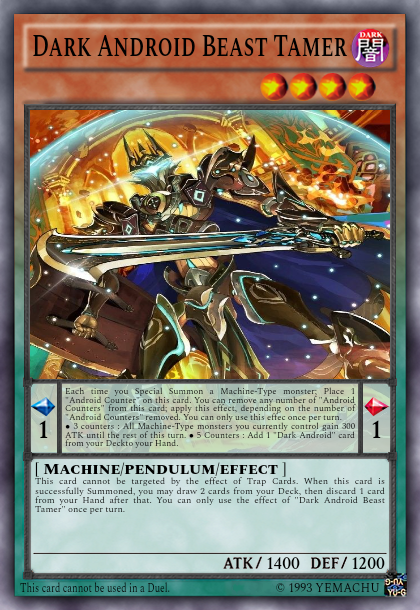 DARK ANDROID BEAST TAMER
DARK
闇
Each time you Special Summon a Machine-Type monster; Place 1
"Android Counter" on this card. You can remove any number of "Android
Counters" from this card; apply this effect, depending on the number of
"Android Counters" removed. You can only use this effec once per turn.
● 3 counters : All Machine-Type monsters you currently control gain 300
ATK until the rest of this turn. ● 5 Counters : Add 1 "Dark Android" card
from your Deckto your Hand.
1
1
[ MACHINE/PENDULUM/EFFECT ]
This card cannot be targeted by the effect of Trap Cards. When this card is
successfully Summoned, you may draw 2 cards from your Deck, then discard 1 card
from your Hand after that. You can only use the effect of "Dark Android Beast
Tamer" once per turn.
ATK / 1400 DEF / 1200
This card cannot be used in a Duel.
© 1993 YEMACHU